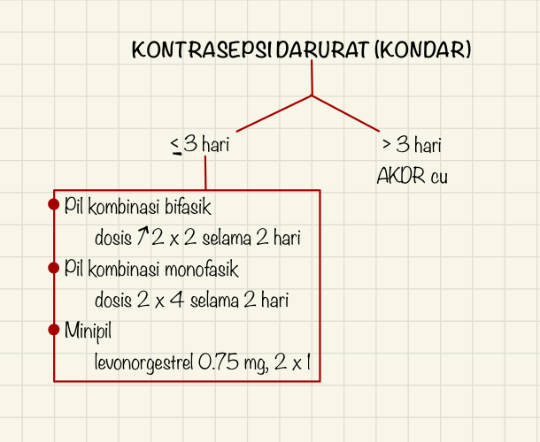 KONTRASEPSI DARURAT (KONDAR)
≤ 3 hari
> 3 hari
AKDR cu
Pil kombinasi bifasik
dosis ↗ 2 x 2 selama 2 hari
Pil kombinasi monofasik
dosis 2 x 4 selama 2 hari
Minipil
levonorgestrel 0.75 mg, 2 x 1